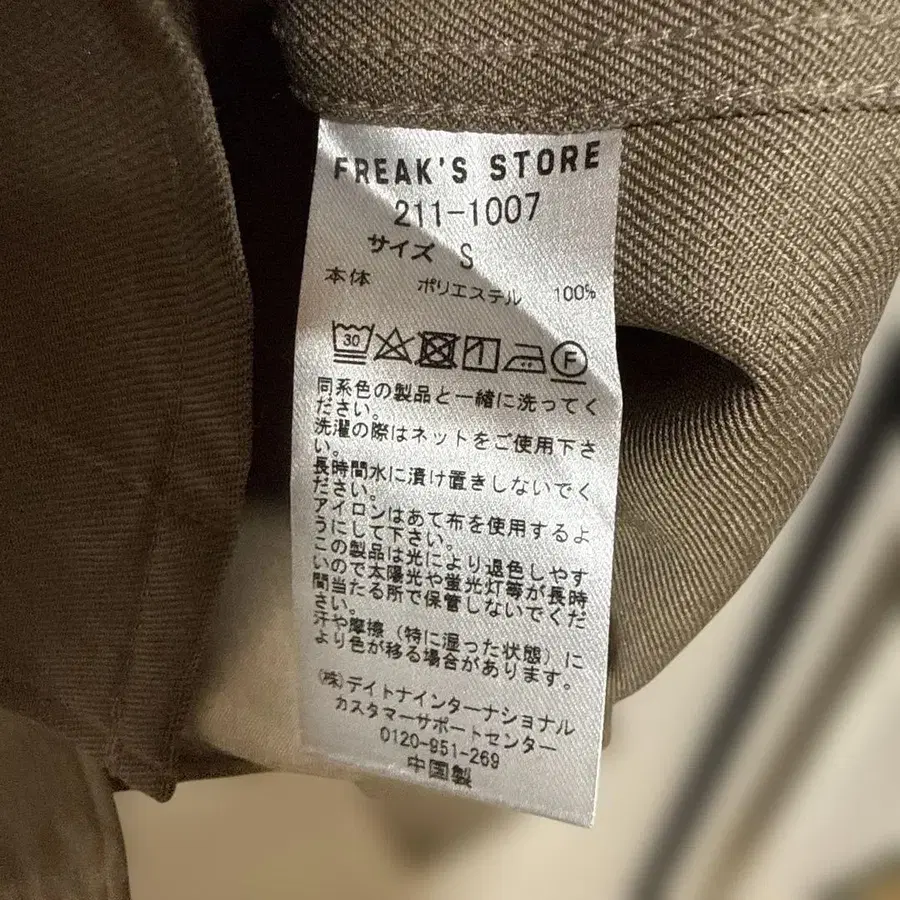 FREAK'S STORE
211-1007
サイズ S
本体 ポリエステル 100%
30 F
同系色の製品と一緒に洗ってく
ださい。
洗濯の際はネットをご使用下さ
い。
長時間水に漬け置きしないでく
ださい。
アイロンはあて布を使用するよ
うにして下さい。
この製品は光により退色しやす
いので太陽光や蛍光灯等が長時
間当たる所で保管しないでくだ
さい。
汗や摩擦（特に湿った状態）に
より色が移る場合があります。
(株)デイトナインターナショナル
カスタマーサポートセンター
0120-951-269
中国製